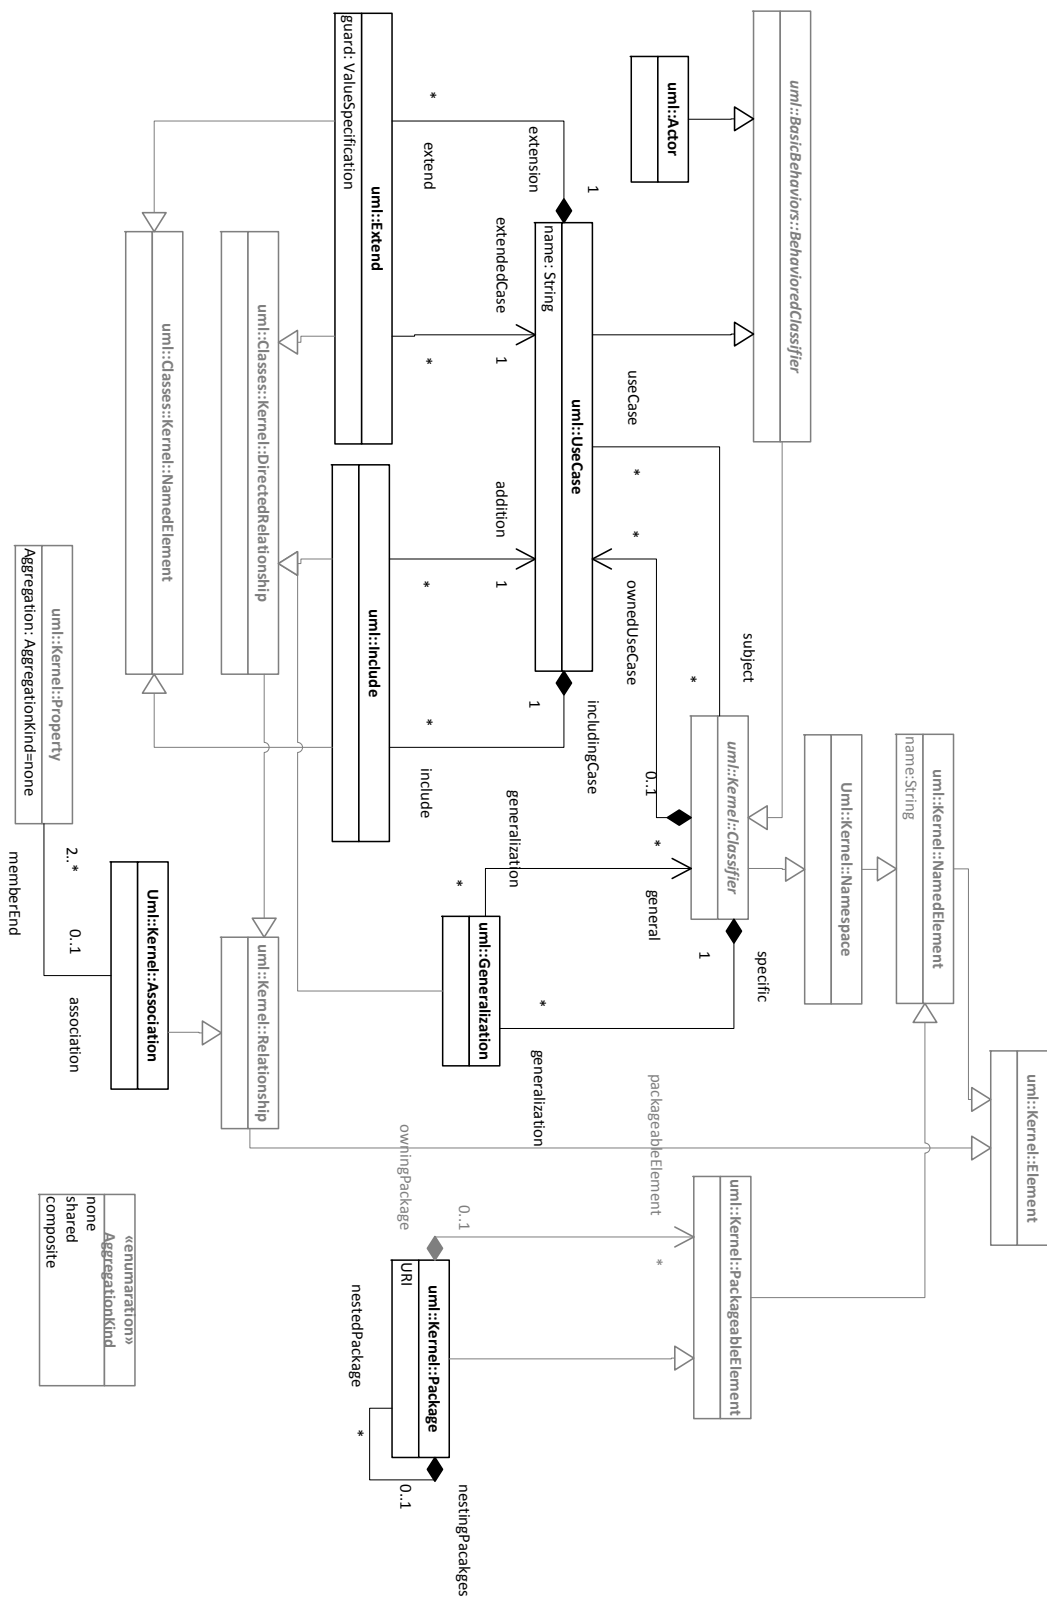 uml::Kernel::Element
uml::BasicBehaviors::BehavioredClassifier
uml::Kernel::NamedElement
name:String
Uml::Kernel::Namespace
uml::Actor
subject
specific
uml::Kernel::Classifier
*
1
0..1
*
general
uml::Kernel::PackageableElement
packageableElement
*
useCase
*
*
ownedUseCase
1
extension
uml::UseCase
name: String
includingCase
1
extendedCase
1
addition
1
generalization
*
uml::Generalization
*
generalization
*
extend
*
*
*
include
uml::Extend
guard: ValueSpecification
uml::Include
owningPackage
0..1
uml::Kernel::Package
URI
nestedPackage
*
0..1
nestingPacakges
uml::Classes::Kernel::DirectedRelationship
uml::Kernel::Relationship
uml::Classes::Kernel::NamedElement
Uml::Kernel::Association
association
0..1
2..*
memberEnd
uml::Kernel::Property
Aggregation: AggregationKind=none
«enumaration»
AggregationKind
none
shared
composite